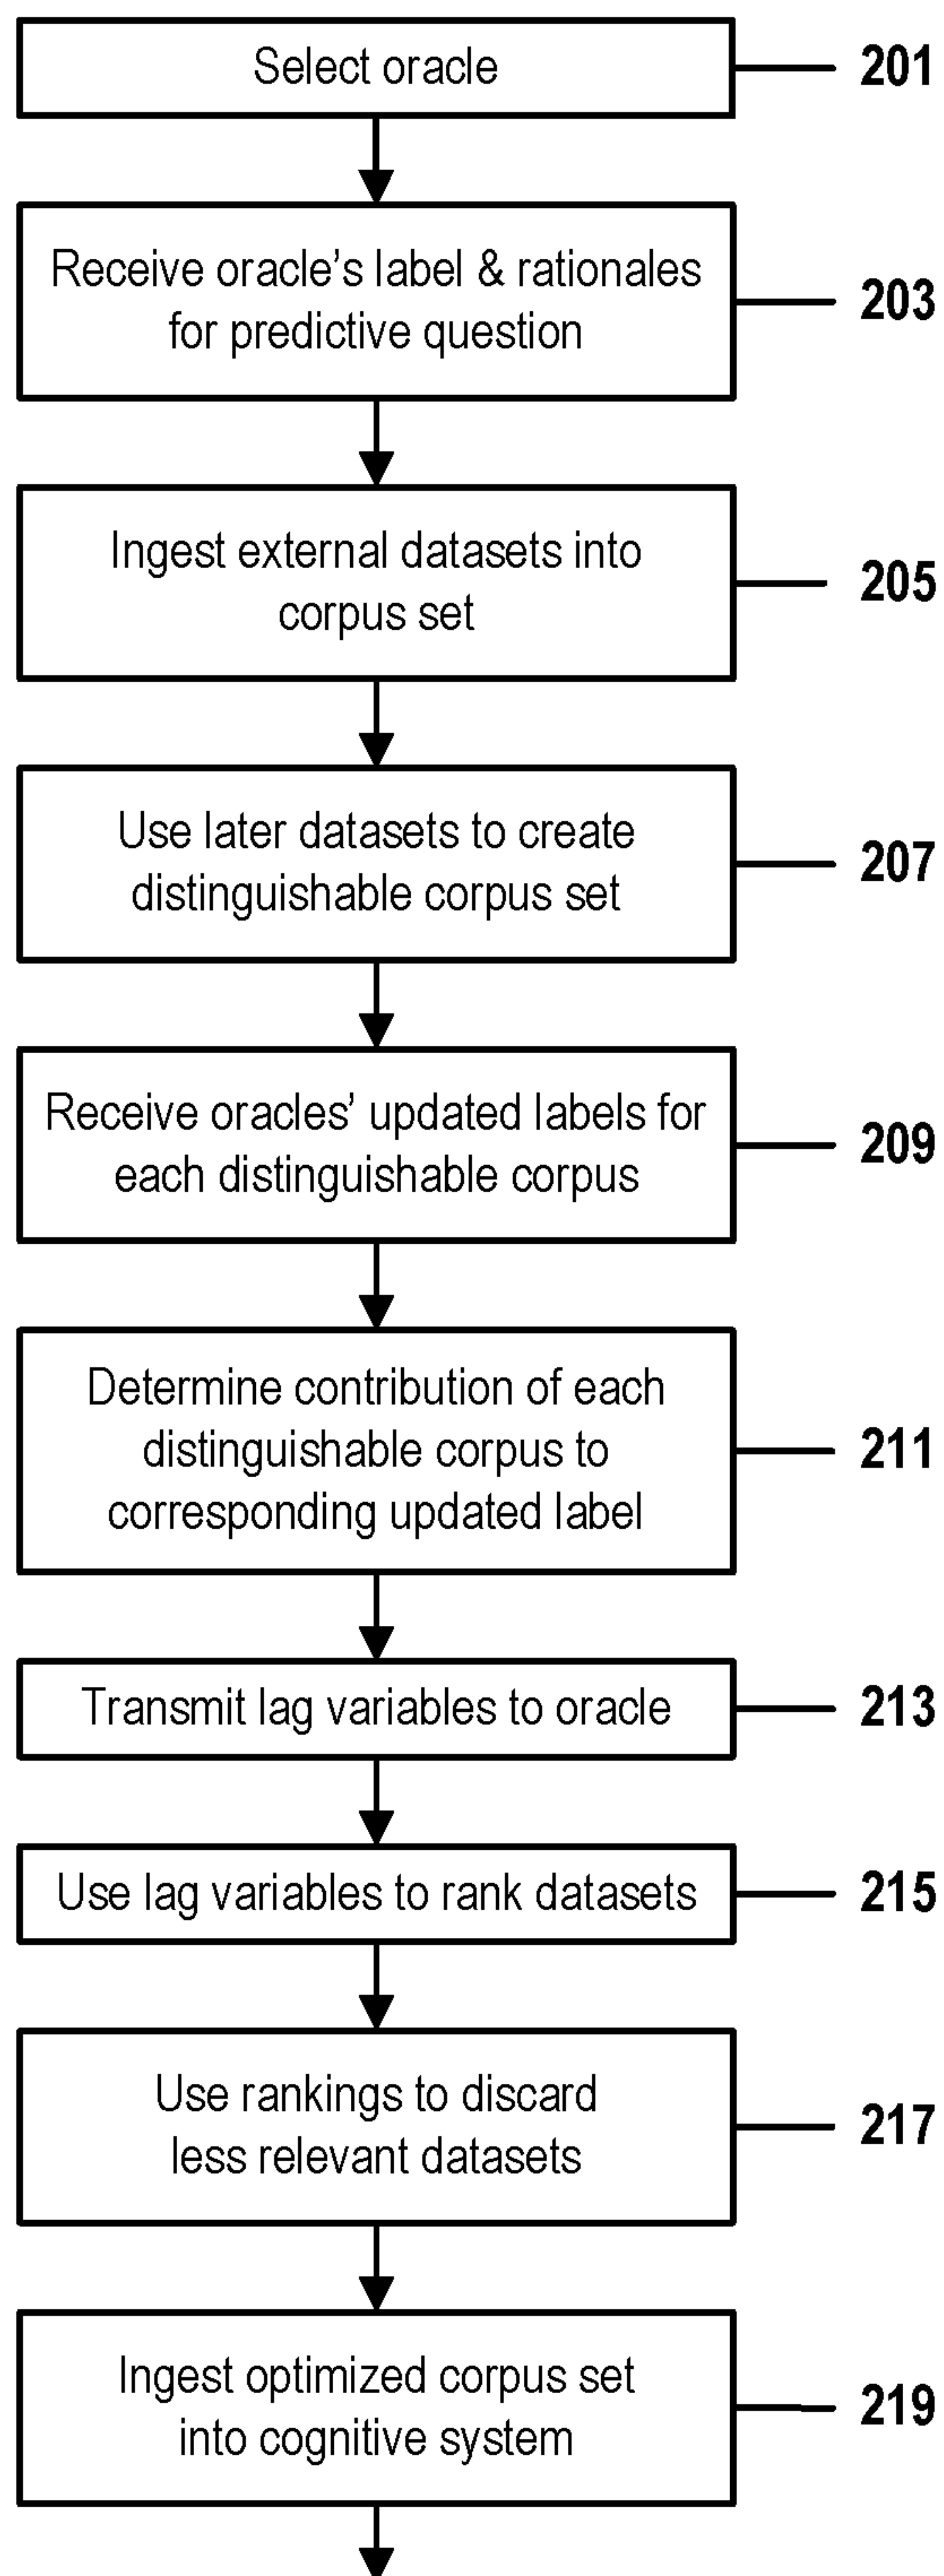 Select oracle
201
Receive oracle’s label & rationales
for predictive question
203
Ingest external datasets into
corpus set
205
Use later datasets to create
distinguishable corpus set
207
Receive oracles’ updated labels for
each distinguishable corpus
209
Determine contribution of each
distinguishable corpus to
corresponding updated label
211
Transmit lag variables to oracle
213
Use lag variables to rank datasets
215
Use rankings to discard
less relevant datasets
217
Ingest optimized corpus set
into cognitive system
219